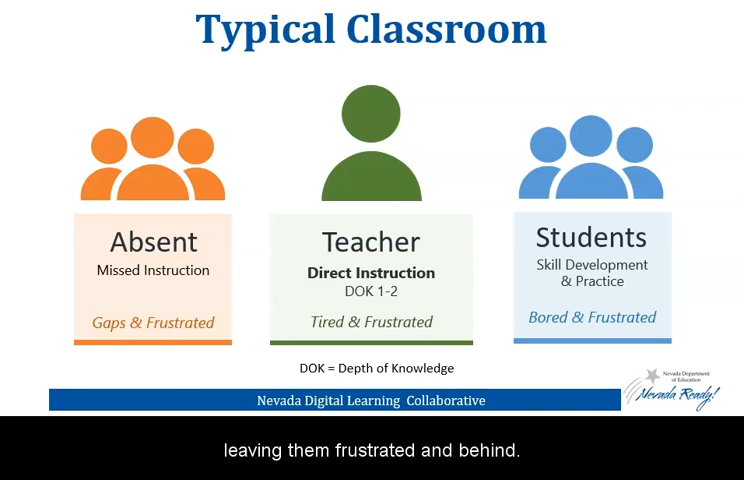 Typical Classroom
Absent
Missed Instruction
Gaps & Frustrated
Teacher
Direct Instruction
DOK 1-2
Tired & Frustrated
Students
Skill Development
& Practice
Bored & Frustrated
DOK = Depth of Knowledge
Nevada Digital Learning Collaborative
Nevada Department
of Education
Nevada Ready!
leaving them frustrated and behind.